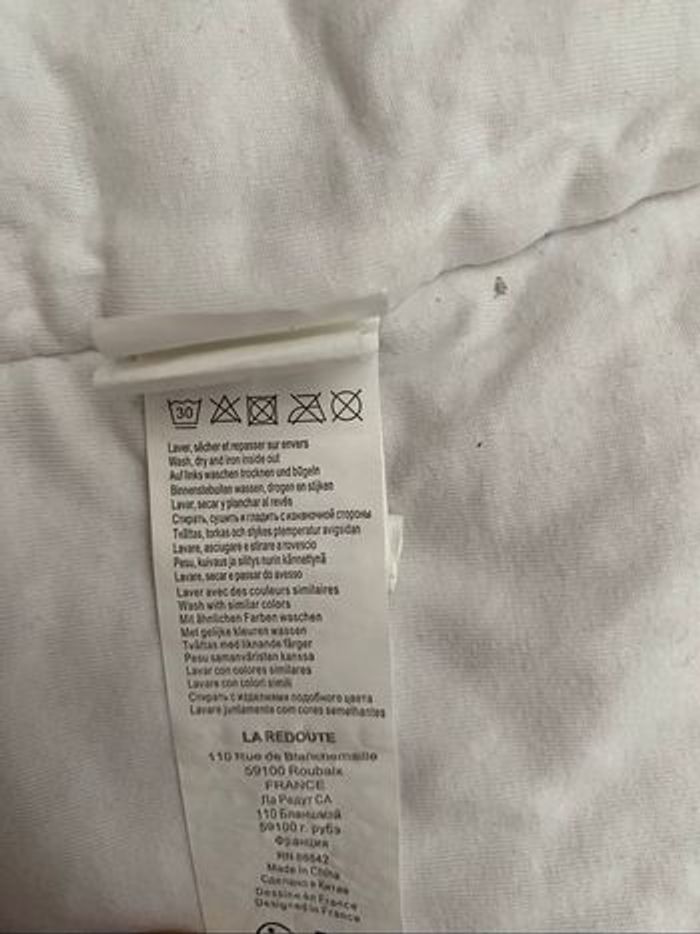 30
Laver, sécher et repasser sur envers
Wash, dry and iron inside out
Auf links waschen trocknen und bügeln
Binnenstebuiten wassen, drogen en stijken
Lavar, secar y planchar al revés
Стирать, сушить и гладить с изнаночной стороны
Tvättas, torkas och stykes ptemperatur avigsidan
Lavare, asciugare e stirare a rovescio
Pesu, kuivaus ja silitys nurin kännettynä
Lavare, secar e passar do avesso
Laver avec des couleurs similaires
Wash with similar colors
Mit ähnlichen Farben waschen
Met gelijke kleuren wassen
Tvättas med liknande färger
Pesu samanväristen kanssa
Lavar con colores similares
Lavare con colori simili
Стирать с изделиями подобного цвета
Lavare juntamente com cores semelhantes
LA REDOUTE
110 Rue de Blanchemaille
59100 Roubaix
FRANCE
Ла Редут СА
110 Бланшмай
59100 г. рубэ
Франция
RN 86642
Made in China
Сделано в Китае
Dessiné en France
Designed in France